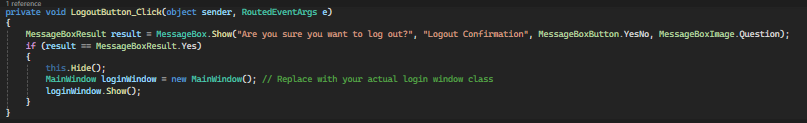 1 reference
private void LogoutButton_Click(object sender, RoutedEventArgs e)
{
MessageBoxResult result = MessageBox.Show("Are you sure you want to log out?", "Logout Confirmation", MessageBoxButton.YesNo, MessageBoxImage.Question);
if (result == MessageBoxResult.Yes)
{
this.Hide();
MainWindow loginWindow = new MainWindow(); // Replace with your actual login window class
loginWindow.Show();
}
}